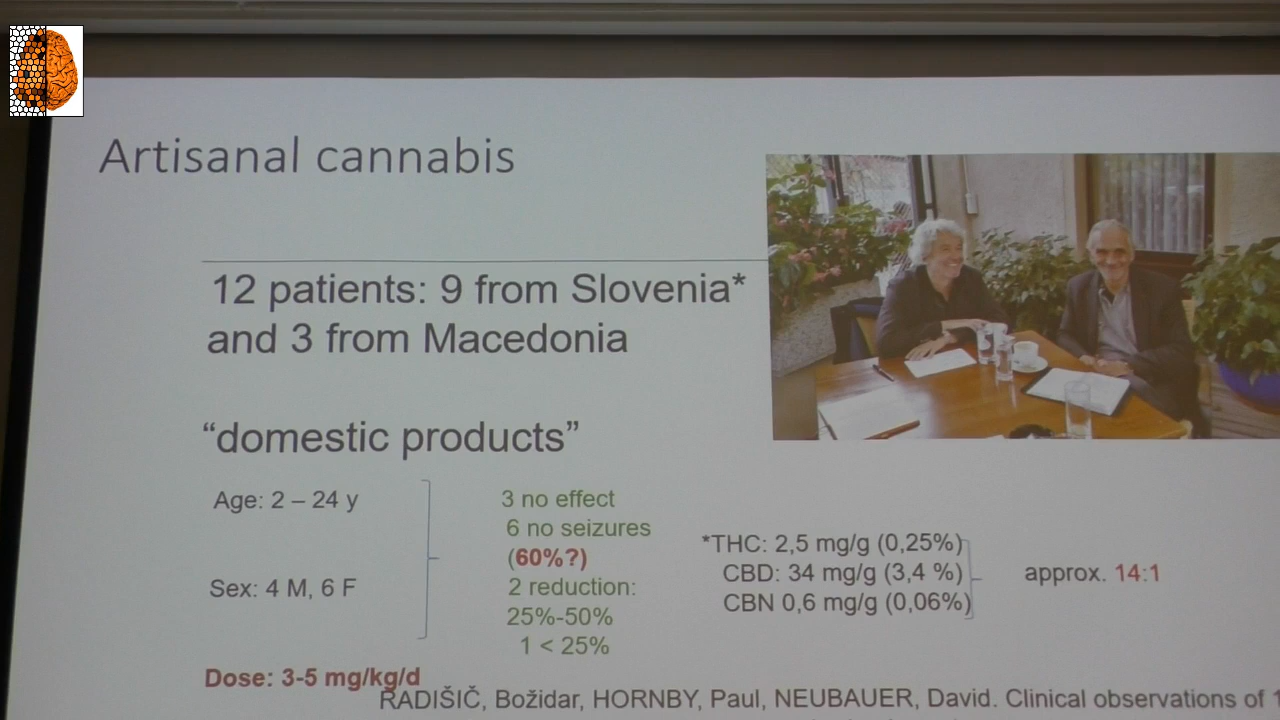 Artisanal cannabis
12 patients: 9 from Slovenia*
and 3 from Macedonia
“domestic products”
Age: 2 – 24 y
Sex: 4 M, 6 F
3 no effect
6 no seizures
(60%?)
2 reduction:
25%-50%
1 < 25%
*THC: 2,5 mg/g (0,25%)
CBD: 34 mg/g (3,4 %)
CBN 0,6 mg/g (0,06%)
approx. 14:1
Dose: 3-5 mg/kg/d
RADIŠIČ, Božidar, HORNBY, Paul, NEUBAUER, David. Clinical observations of